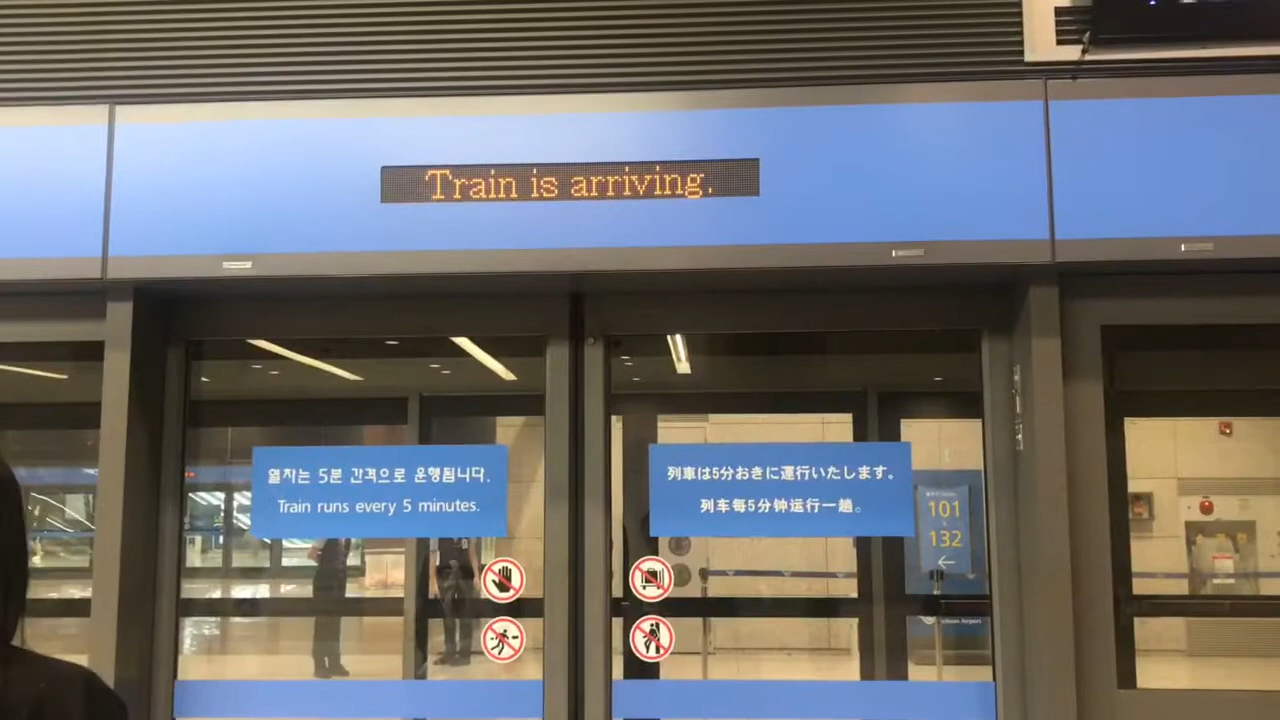 Train is arriving.
열차는 5분 간격으로 운행됩니다.
Train runs every 5 minutes.
列車は5分おきに運行いたします。
列车每5分钟运行一趟。
101
132
Airport